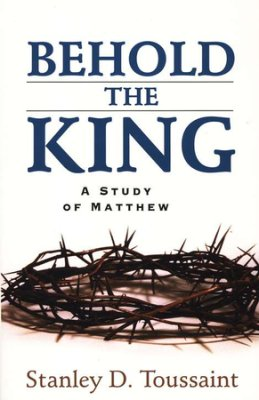 BEHOLD
THE
KING
A STUDY
OF MATTHEW
Stanley D. Toussaint